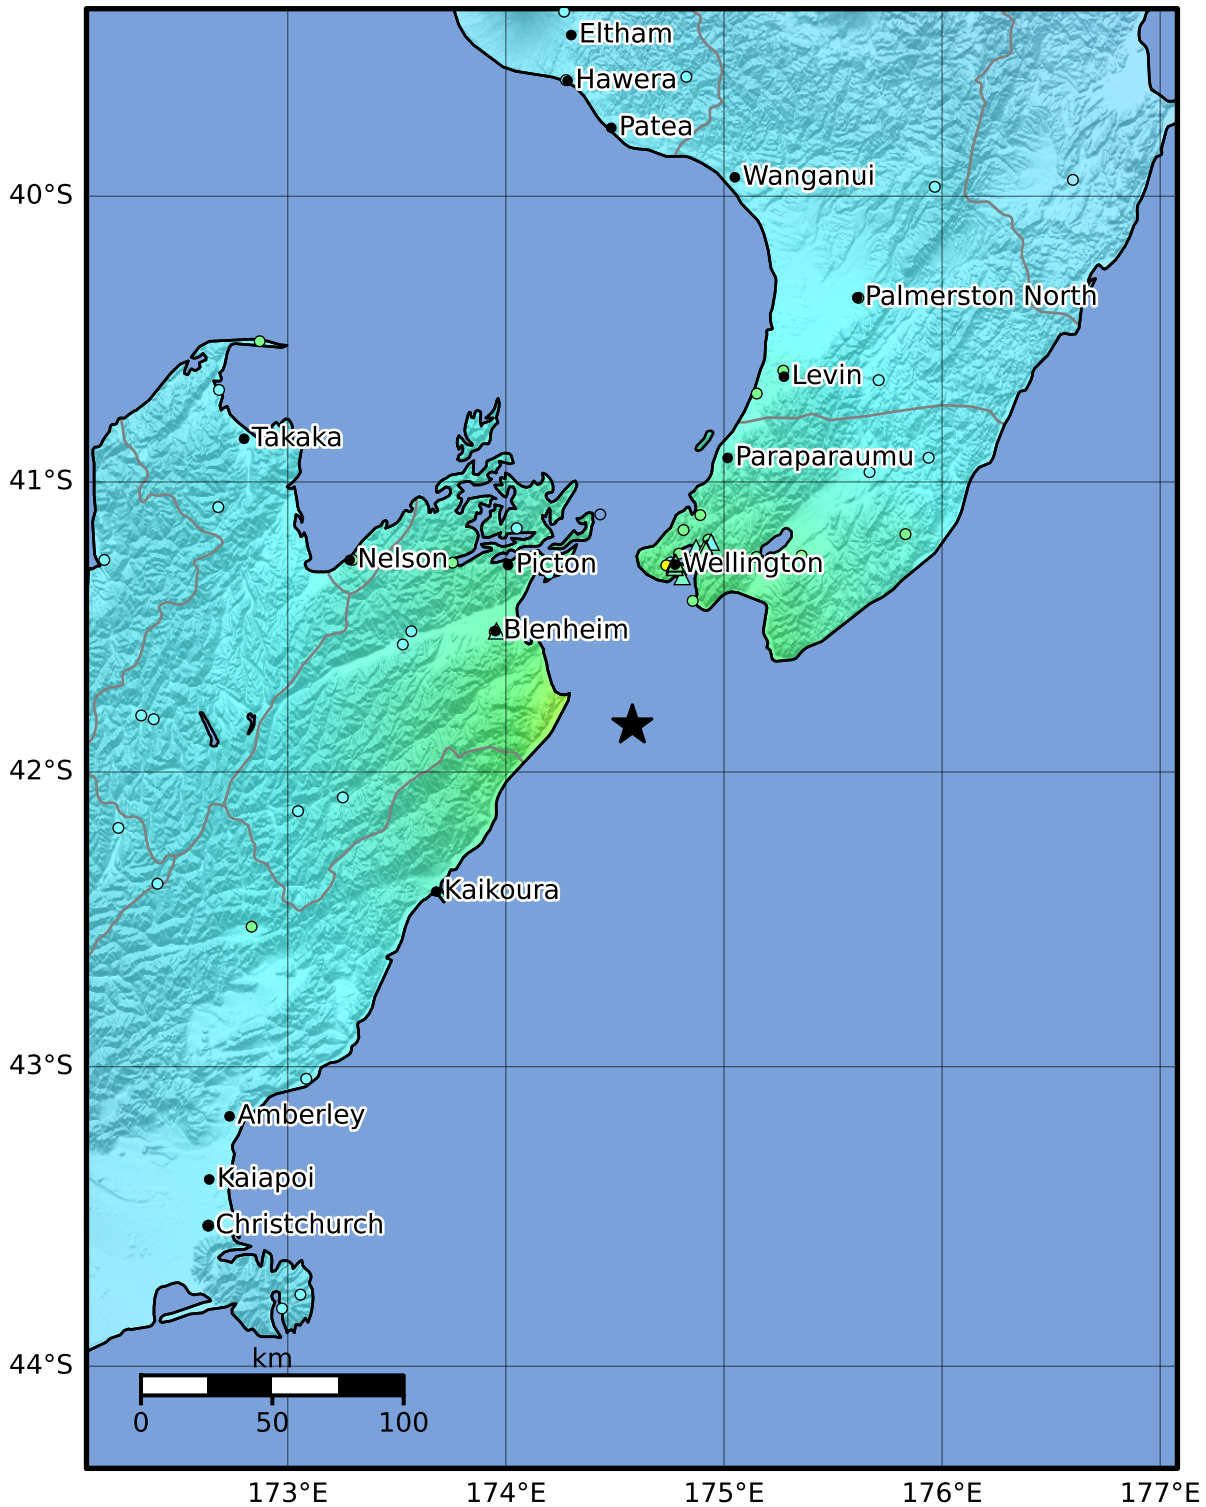 Eltham
Hawera
Patea
Wanganui
40°S
Palmerston North
Levin
Takaka
Paraparaumu
41°S
Nelson
Picton
Wellington
Blenheim
42°S
Kaikoura
43°S
Amberley
Kaiapoi
Christchurch
km
44°S
0 50 100
173°E 174°E 175°E 176°E 177°E